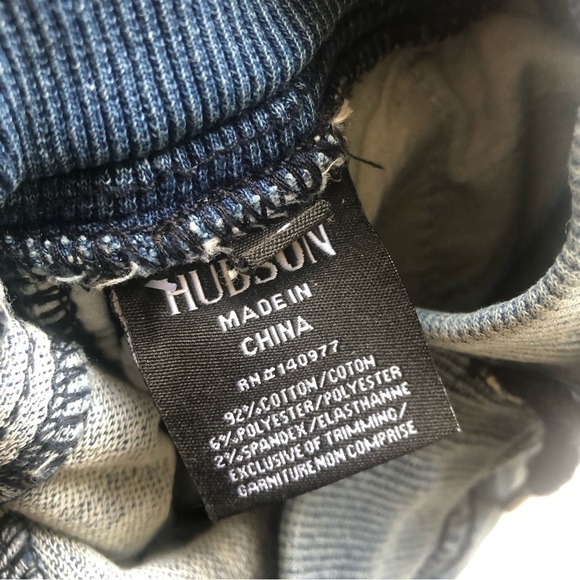 HUDSON
MADE IN
CHINA
RN # 140977
92% COTTON/COTON
6% POLYESTER/POLYESTER
2% SPANDEX/ELASTHANNE
EXCLUSIVE OF TRIMMING/
GARNITURE NON COMPRISE